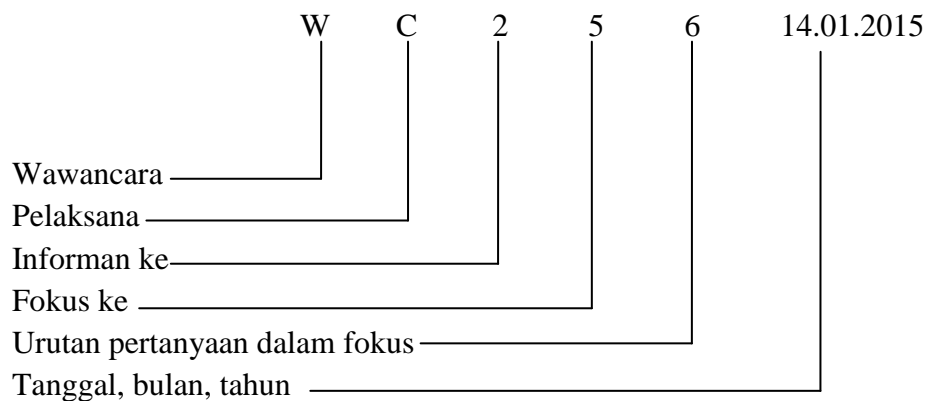 W C 2 5 6 14.01.2015
Wawancara
Pelaksana
Informan ke
Fokus ke
Urutan pertanyaan dalam fokus
Tanggal, bulan, tahun